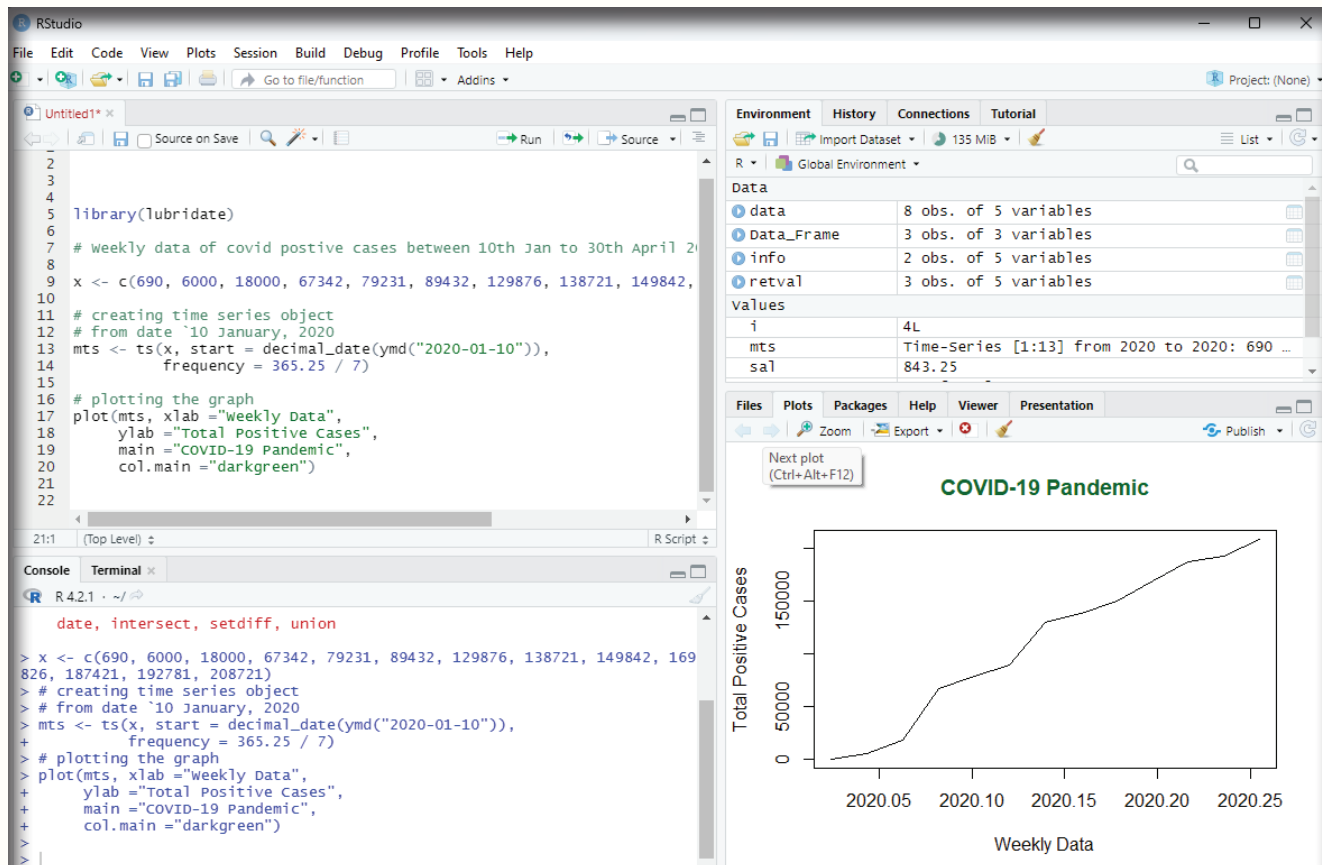 RStudio
File Edit Code View Plots Session Build Debug Profile Tools Help
Go to file/function Addins Project: (None)
Untitled1*
Source on Save Run Source
2
3
4
5 library(lubridate)
6
7 # Weekly data of covid postive cases between 10th Jan to 30th April
8
9 x <- c(690, 6000, 18000, 67342, 79231, 89432, 129876, 138721, 149842,
10
11 # creating time series object
12 # from date `10 January, 2020
13 mts <- ts(x, start = decimal_date(ymd("2020-01-10")),
14 frequency = 365.25 / 7)
15
16 # plotting the graph
17 plot(mts, xlab ="Weekly Data",
18 ylab ="Total Positive Cases",
19 main ="COVID-19 Pandemic",
20 col.main ="darkgreen")
21
22
21:1 (Top Level) R Script
Console Terminal
R 4.2.1 · ~/
date, intersect, setdiff, union
> x <- c(690, 6000, 18000, 67342, 79231, 89432, 129876, 138721, 149842, 169
826, 187421, 192781, 208721)
> # creating time series object
> # from date `10 January, 2020
> mts <- ts(x, start = decimal_date(ymd("2020-01-10")),
+ frequency = 365.25 / 7)
> # plotting the graph
> plot(mts, xlab ="Weekly Data",
+ ylab ="Total Positive Cases",
+ main ="COVID-19 Pandemic",
+ col.main ="darkgreen")
>
>
Environment History Connections Tutorial
Import Dataset 135 MiB List
R Global Environment
Data
data 8 obs. of 5 variables
Data_Frame 3 obs. of 3 variables
info 2 obs. of 5 variables
retval 3 obs. of 5 variables
Values
i 4L
mts Time-Series [1:13] from 2020 to 2020: 690 …
sal 843.25
Files Plots Packages Help Viewer Presentation
Zoom Export Publish
Next plot
(Ctrl+Alt+F12)
COVID-19 Pandemic
Total Positive Cases
150000
50000
0
2020.05 2020.10 2020.15 2020.20 2020.25
Weekly Data